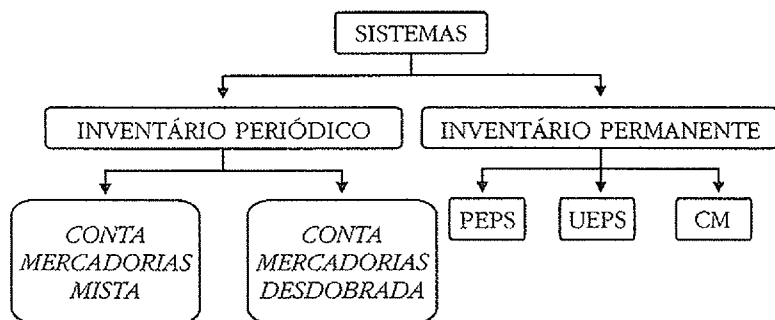 SISTEMAS
INVENTÁRIO PERIÓDICO
INVENTÁRIO PERMANENTE
CONTA
MERCADORIAS
MISTA
CONTA
MERCADORIAS
DESDOBRADA
PEPS
UEPS
CM